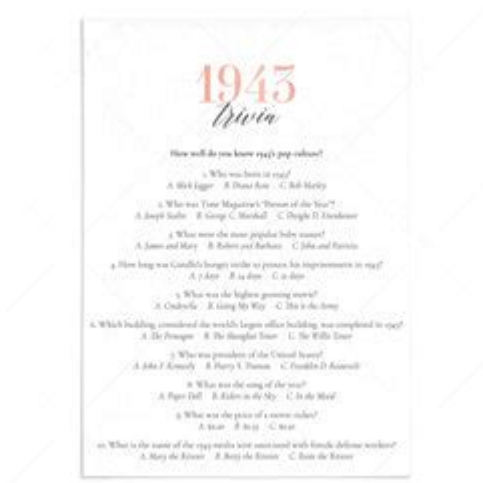 1943
trivia
How well do you know 1943's pop culture?
1. Who was born in 1943?
A. Mick Jagger B. Diana Ross C. Bob Marley
2. Who was Time Magazine's "Person of the Year"?
A. Joseph Stalin B. George C. Marshall C. Dwight D. Eisenhower
3. What were the most popular baby names?
A. James and Mary B. Robert and Barbara C. John and Patricia
4. How long was Gandhi's hunger strike to protest his imprisonment in 1943?
A. 7 days B. 14 days C. 21 days
5. What was the highest grossing movie?
A. Cinderella B. Going My Way C. This is the Army
6. Which building, considered the world's largest office building, was completed in 1943?
A. The Pentagon B. The Shanghai Tower C. The Willis Tower
7. Who was president of the United States?
A. John F. Kennedy B. Harry S. Truman C. Franklin D. Roosevelt
8. What was the song of the year?
A. Paper Doll B. Riders in the Sky C. In the Mood
9. What was the price of a movie ticket?
10. What is the name of the 1943 media icon associated with female defense workers?
A. Mary the Riveter B. Betty the Riveter C. Rosie the Riveter